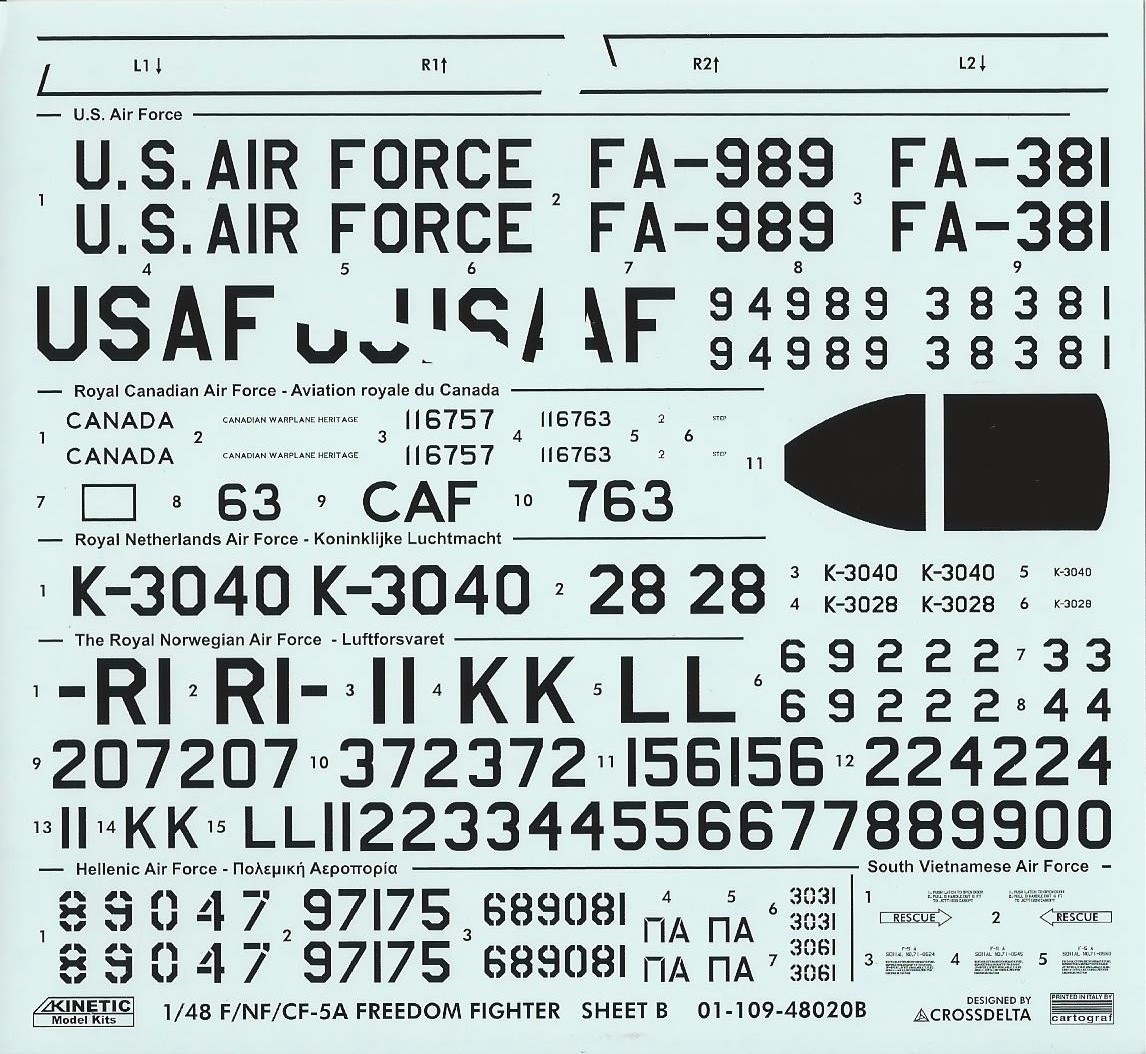 L1↓ R1↑ R2↑ L2↓
U.S. Air Force
U.S.AIR FORCE FA-989 FA-381
1 2 3
U.S.AIR FORCE FA-989 FA-381
4 5 6 7 8 9
USAF USA AF 94989 38381
94989 38381
Royal Canadian Air Force - Aviation royale du Canada
CANADA CANADIAN WARPLANE HERITAGE 116757 116763 2 STOP
1 2 3 4 5 6
CANADA CANADIAN WARPLANE HERITAGE 116757 116763 2 STOP
11
7 8 63 9 CAF 10 763
Royal Netherlands Air Force - Koninklijke Luchtmacht
1 K-3040 K-3040 2 28 28 3 K-3040 K-3040 5 K-3040
4 K-3028 K-3028 6 K-3028
The Royal Norwegian Air Force - Luftforsvaret
69222 7 33
1 -RI 2 RI- 3 II 4 KK 5 LL 6
69222 8 44
9 207207 10 372372 11 156156 12 224224
13 II 14 KK 15 LLII223344556677889900
Hellenic Air Force - Πολεμική Αεροπορία
South Vietnamese Air Force
89047 97175 689081 4 5 6 3031
ΠΑ ΠΑ 3031
1 2 3
89047 97175 689081 ΠΑ ΠΑ 7 3061
3061
1 RESCUE 2 RESCUE
3 4 5
F-5 A F-5 A F-5 A
KINETIC
Model Kits
1/48 F/NF/CF-5A FREEDOM FIGHTER SHEET B 01-109-48020B
DESIGNED BY
CROSSDELTA
PRINTED IN ITALY BY
cartograf